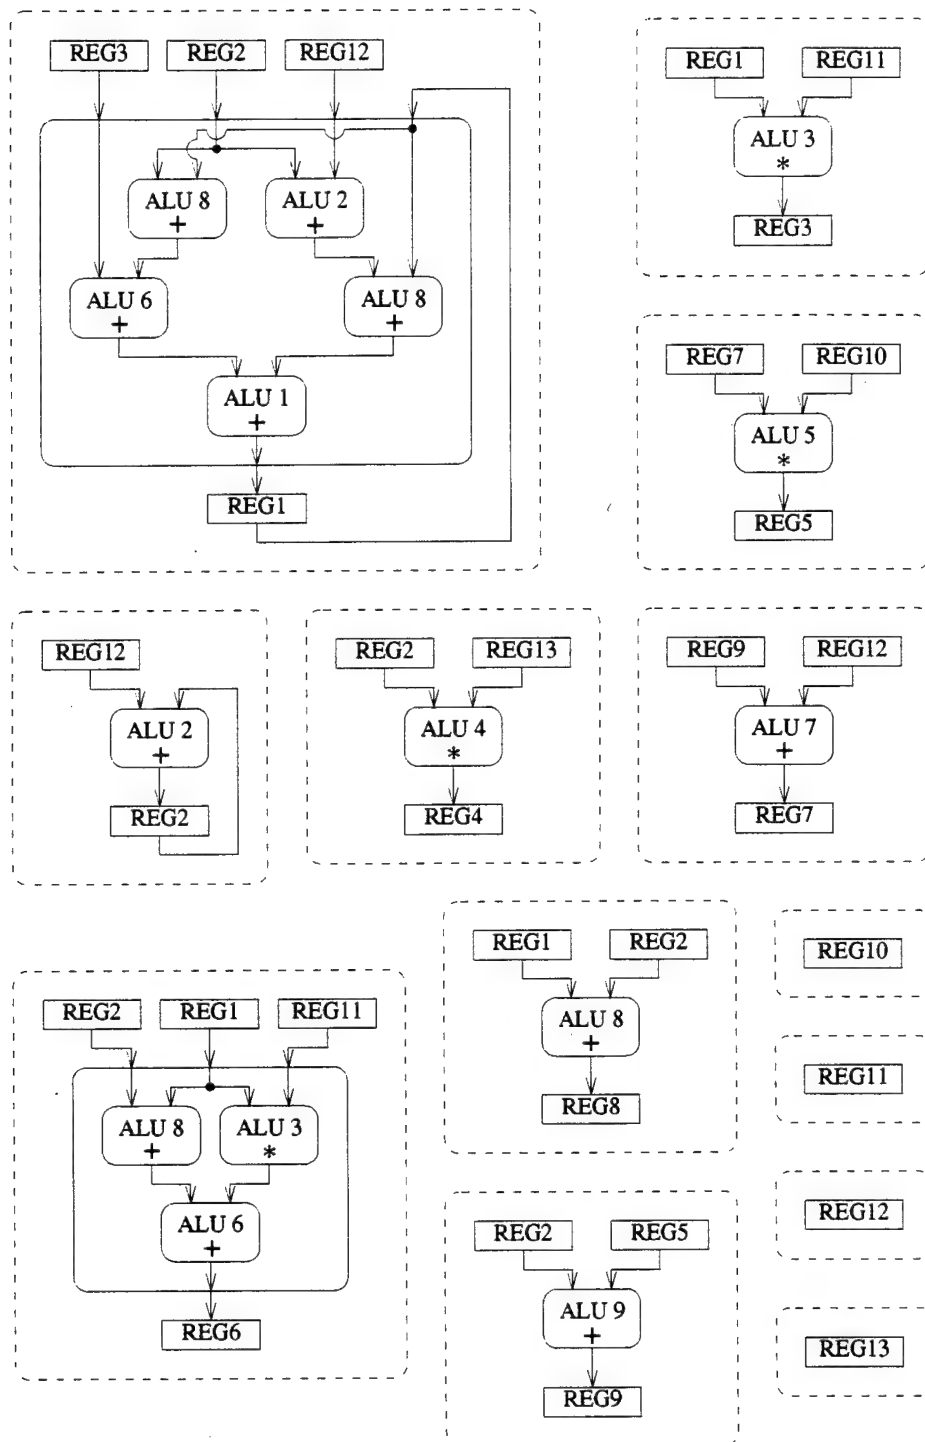 REG3 REG2 REG12
ALU 8
+
ALU 2
+
ALU 6
+
ALU 8
+
ALU 1
+
REG1
REG1 REG11
ALU 3
*
REG3
REG7 REG10
ALU 5
*
REG5
REG12
ALU 2
+
REG2
REG2 REG13
ALU 4
*
REG4
REG9 REG12
ALU 7
+
REG7
REG2 REG1 REG11
ALU 8
+
ALU 3
*
ALU 6
+
REG6
REG1 REG2
ALU 8
+
REG8
REG2 REG5
ALU 9
+
REG9
REG10
REG11
REG12
REG13